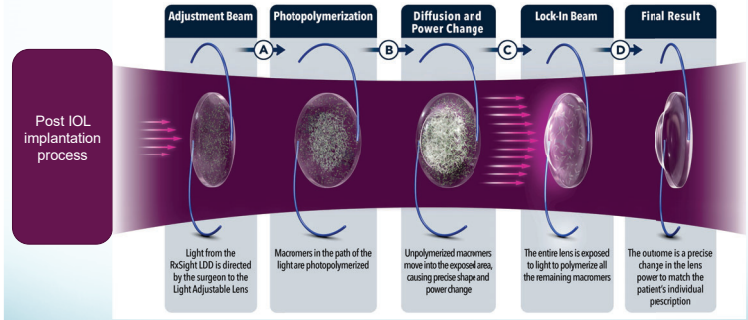 Post IOL
implantation
process
Adjustment Beam
A
Photopolymerization
B
Diffusion and
Power Change
C
Lock-In Beam
D
Final Result
Light from the
RxSight LDD is directed
by the surgeon to the
Light Adjustable Lens
Macromers in the path of the
light are photopolymerized
Unpolymerized macromers
move into the exposed area,
causing precise shape and
power change
The entire lens is exposed
to light to polymerize all
the remaining macromers
The outcome is a precise
change in the lens
power to match the
patient's individual
prescription